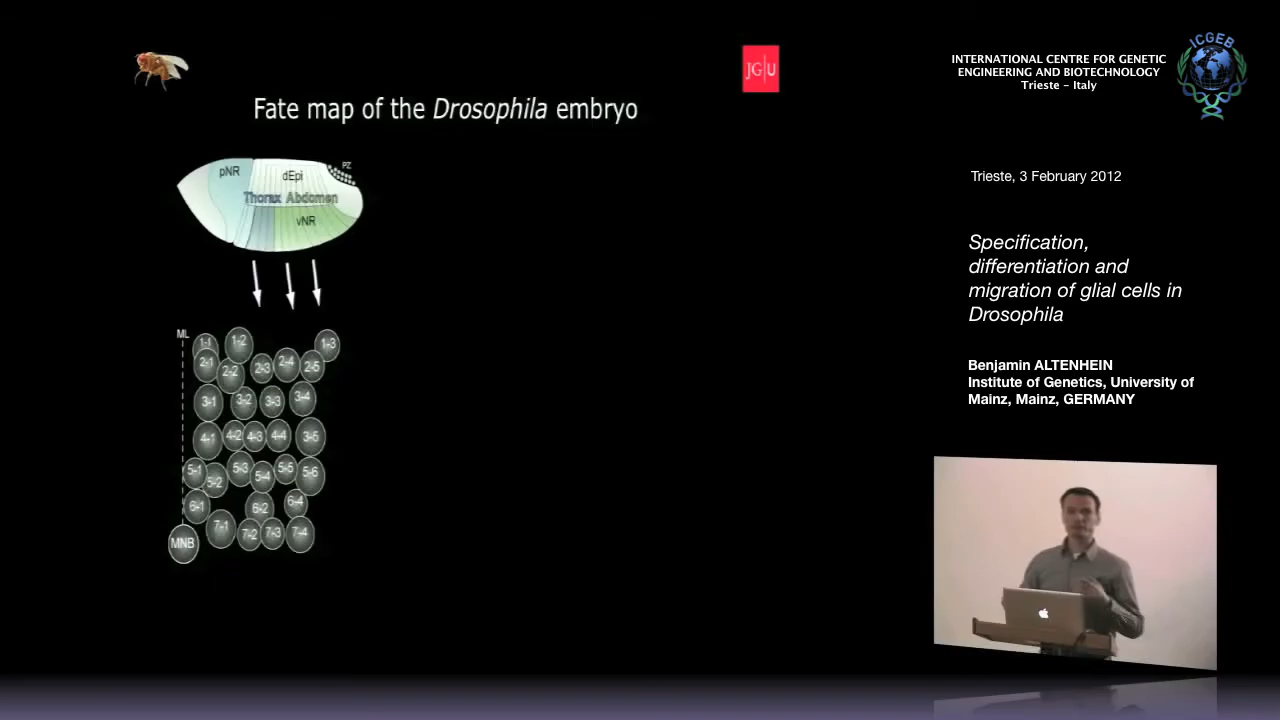 JG|U
INTERNATIONAL CENTRE FOR GENETIC
ENGINEERING AND BIOTECHNOLOGY
Trieste - Italy
ICGEB
Fate map of the Drosophila embryo
pNR
dEpi
PZ
Thorax Abdomen
vNR
Trieste, 3 February 2012
Specification,
differentiation and
migration of glial cells in
Drosophila
Benjamin ALTENHEIN
Institute of Genetics, University of
Mainz, Mainz, GERMANY
ML
1-1 1-2 1-3
2-1 2-2 2-3 2-4 2-5
3-1 3-2 3-3 3-4
4-1 4-2 4-3 4-4 3-5
5-1 5-2 5-3 5-4 5-5 5-6
6-1 6-2 6-4
7-1 7-2 7-3 7-4
MNB